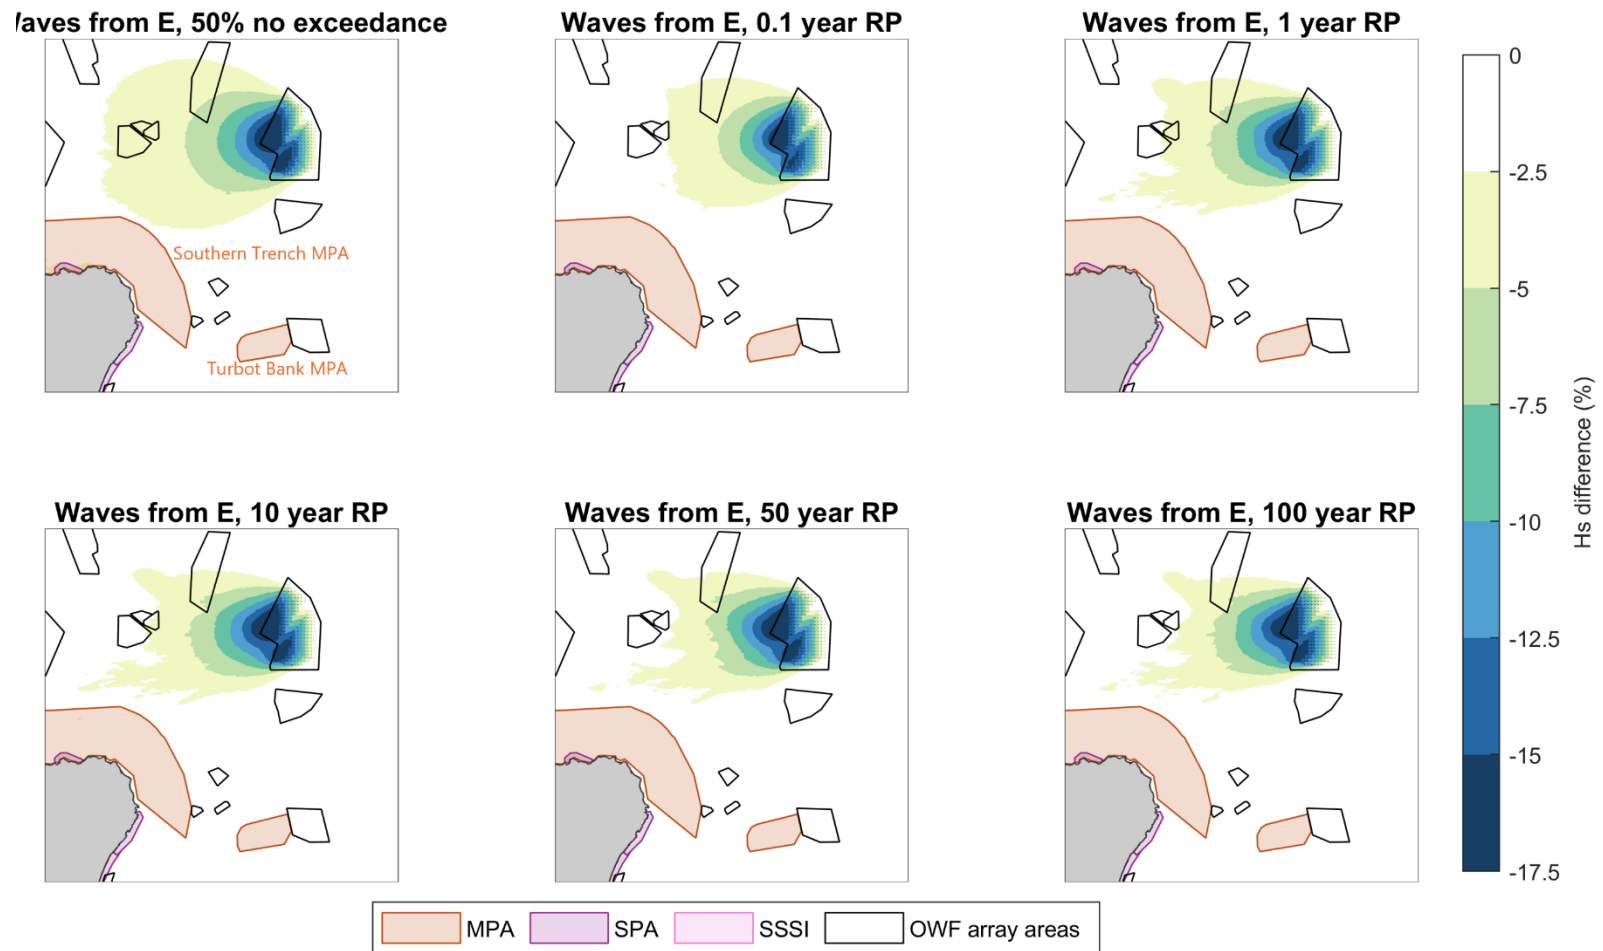 aves from E, 50% no exceedance
Waves from E, 0.1 year RP
Waves from E, 1 year RP
Southern Trench MPA
Turbot Bank MPA
Waves from E, 10 year RP
Waves from E, 50 year RP
Waves from E, 100 year RP
0
-2.5
-5
-7.5
-10
-12.5
-15
-17.5
Hs difference (%)
MPA
SPA
SSSI
OWF array areas